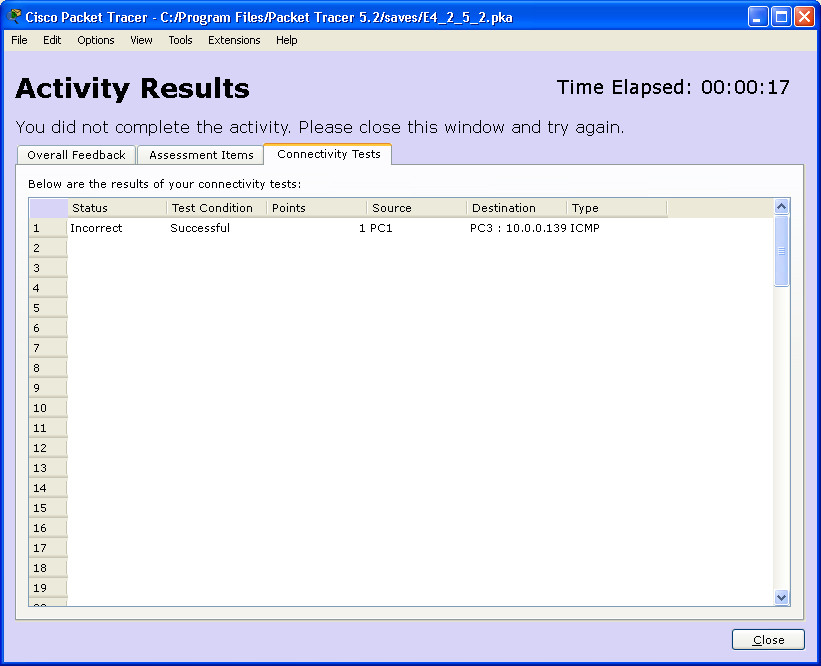 Cisco Packet Tracer - C:/Program Files/Packet Tracer 5.2/saves/E4_2_5_2.pka
File Edit Options View Tools Extensions Help
Activity Results
Time Elapsed: 00:00:17
You did not complete the activity. Please close this window and try again.
Overall Feedback Assessment Items Connectivity Tests
Below are the results of your connectivity tests:
Status Test Condition Points Source Destination Type
1 Incorrect Successful 1 PC1 PC3 : 10.0.0.139 ICMP
2
3
4
5
6
7
8
9
10
11
12
13
14
15
16
17
18
19
Close